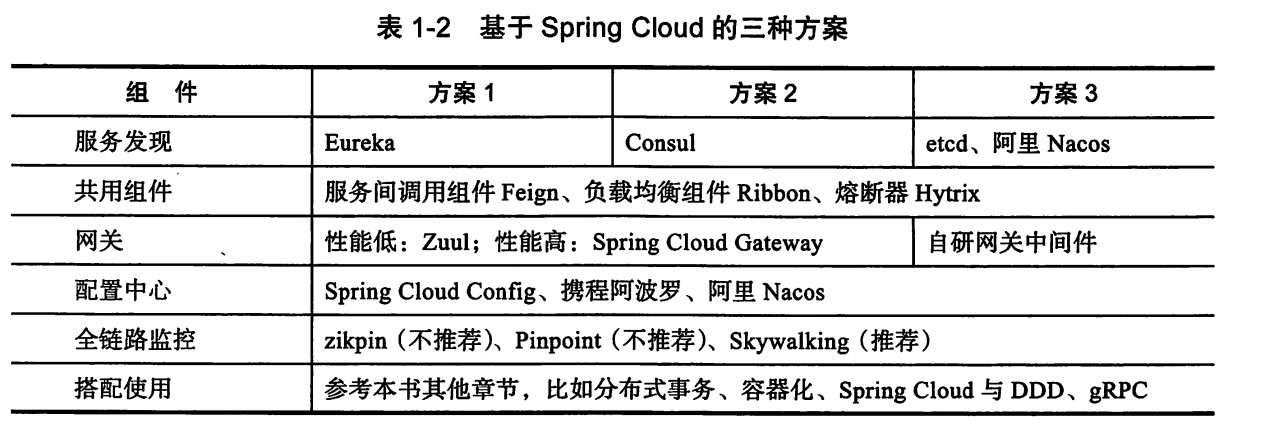 表 1-2 基于 Spring Cloud 的三种方案
组 件 方案 1 方案 2 方案 3
服务发现 Eureka Consul etcd、阿里 Nacos
共用组件 服务间调用组件 Feign、负载均衡组件 Ribbon、熔断器 Hytrix
网关 性能低：Zuul；性能高：Spring Cloud Gateway 自研网关中间件
配置中心 Spring Cloud Config、携程阿波罗、阿里 Nacos
全链路监控 zikpin（不推荐）、Pinpoint（不推荐）、Skywalking（推荐）
搭配使用 参考本书其他章节，比如分布式事务、容器化、Spring Cloud 与 DDD、gRPC